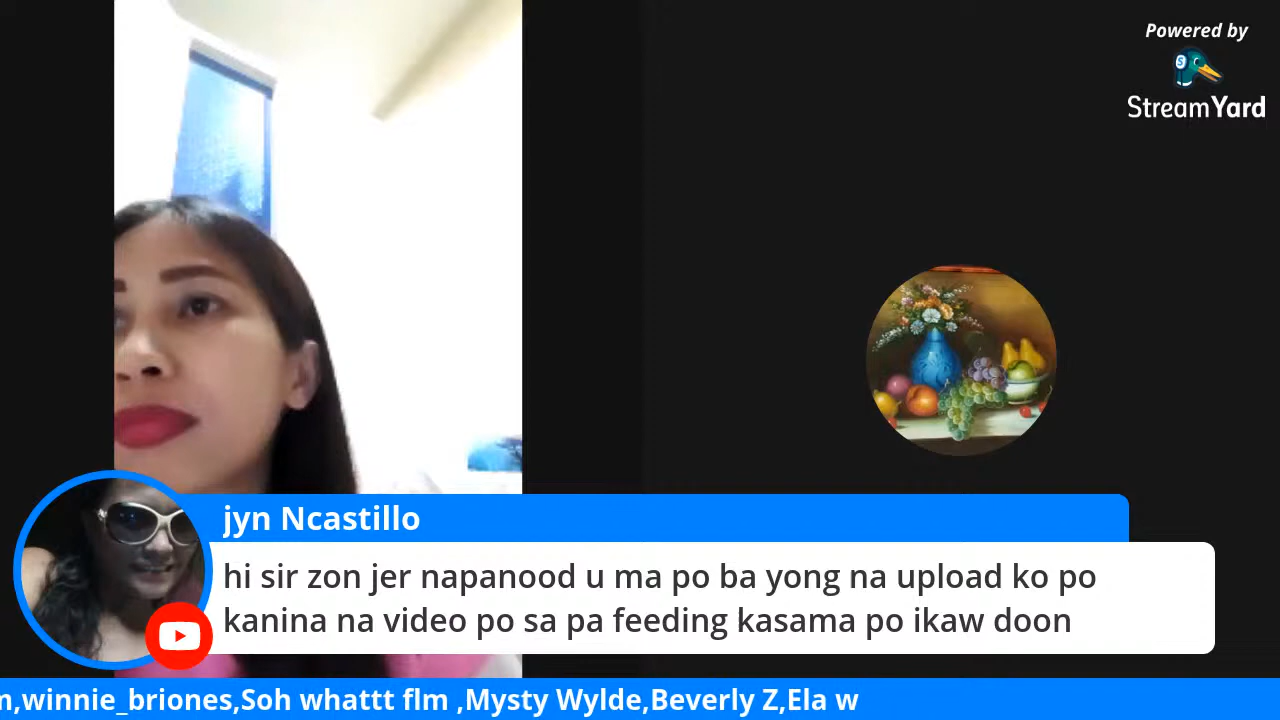 Powered by
StreamYard
jyn Ncastillo
hi sir zon jer napanood u ma po ba yong na upload ko po
kanina na video po sa pa feeding kasama po ikaw doon
n,winnie_briones,Soh whattt flm ,Mysty Wylde,Beverly Z,Ela w